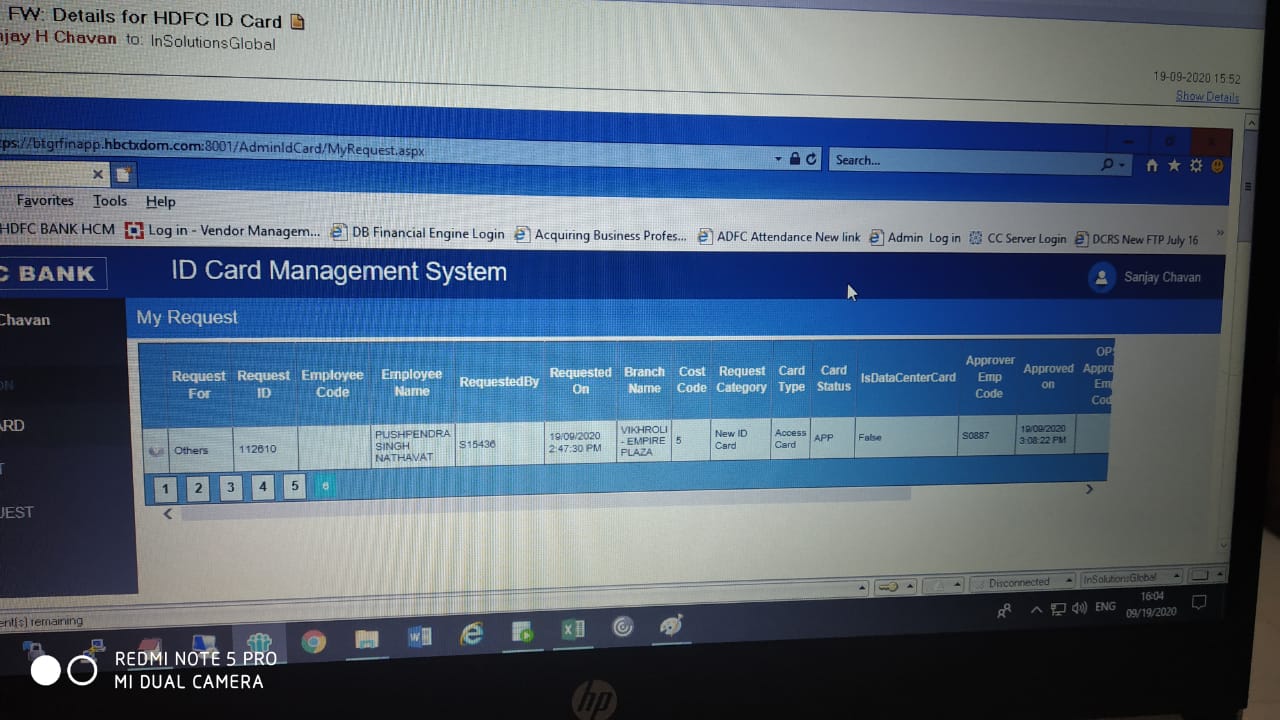 FW: Details for HDFC ID Card
njay H Chavan to: InSolutionsGlobal
19-09-2020 15:52
Show Details
ps://btgrfinapp.hbctxdom.com:8001/AdminIdCard/MyRequest.aspx
Search...
Favorites Tools Help
HDFC BANK HCM Log in - Vendor Managem... DB Financial Engine Login Acquiring Business Profes... ADFC Attendance New link Admin Log in CC Server Login DCRS New FTP July 16 »
C BANK ID Card Management System Sanjay Chavan
Chavan My Request
Request For Request ID Employee Code Employee Name RequestedBy Requested On Branch Name Cost Code Request Category Card Type Card Status IsDataCenterCard Approver Emp Code Approved on OP Appro Em Cod
Others 112610 PUSHPENDRA SINGH NATHAVAT S15436 19/09/2020 2:47:30 PM VIKHROLI - EMPIRE PLAZA 5 New ID Card Access Card APP False S0887 19/09/2020 3:08:22 PM
1 2 3 4 5 6
ON
ARD
T
UEST
Disconnected InSolutionsGlobal
ent(s) remaining
ENG 16:04
09/19/2020
REDMI NOTE 5 PRO
MI DUAL CAMERA
hp